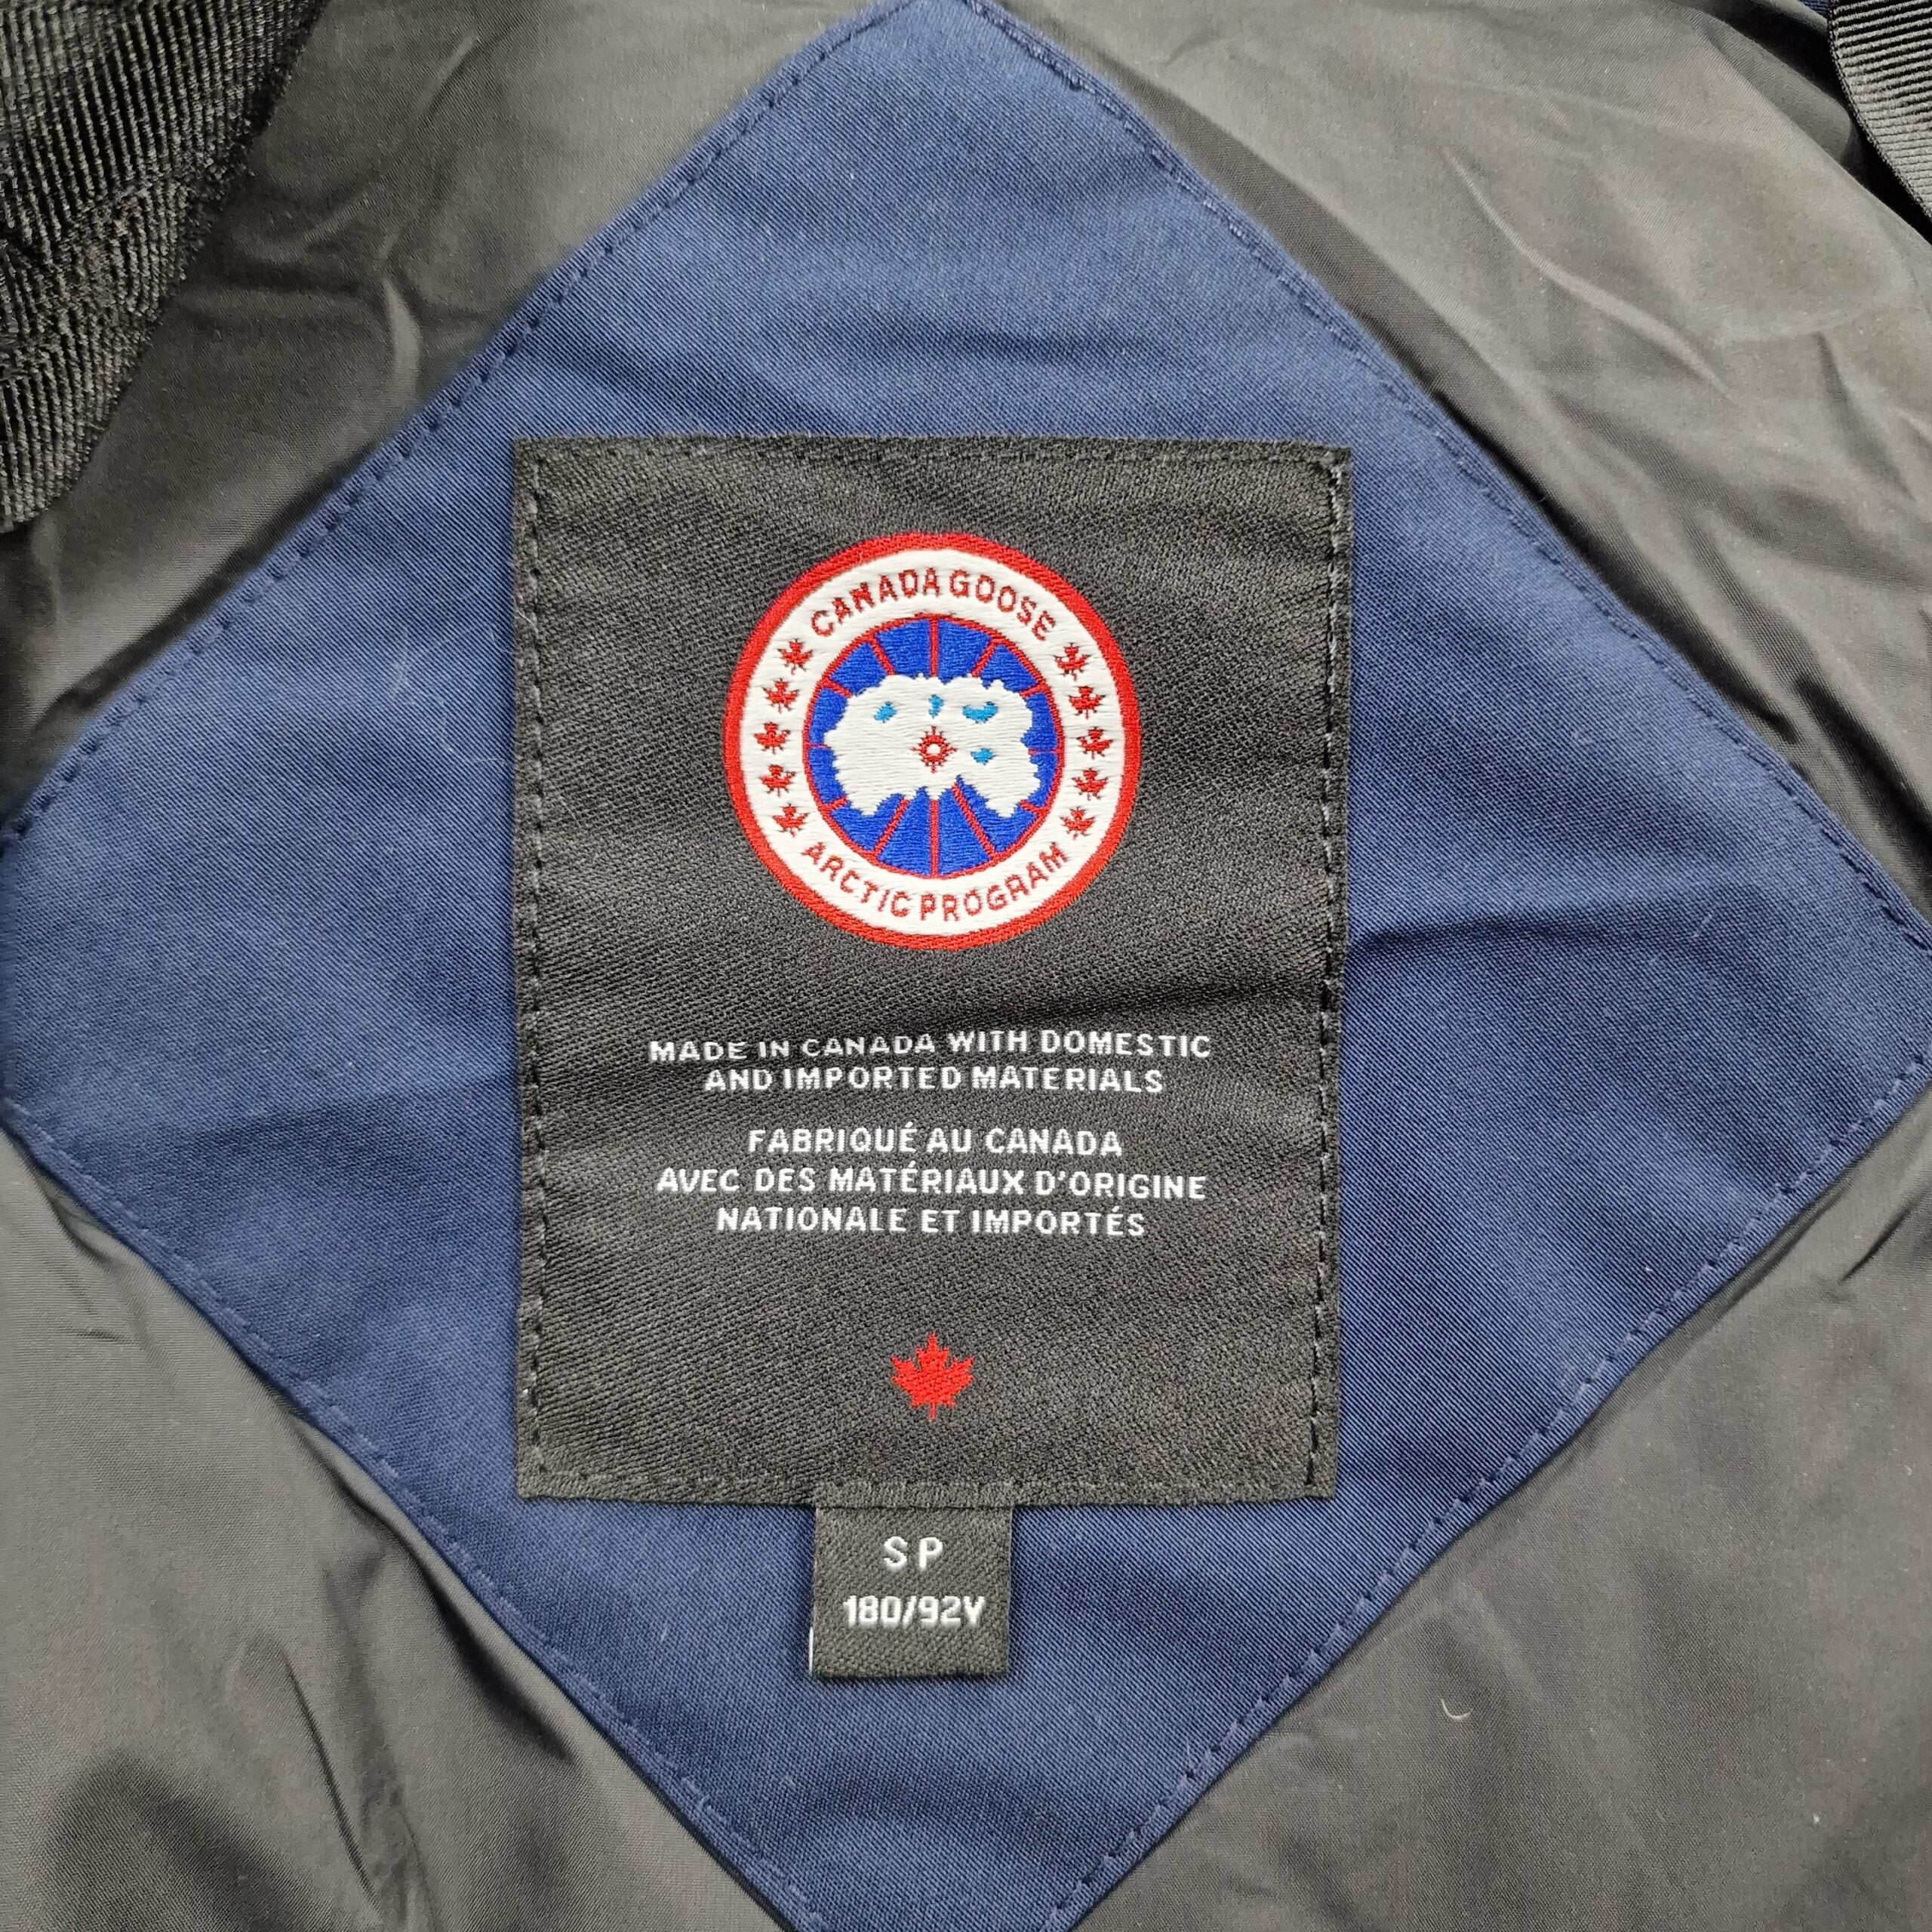 CANADA GOOSE
ARCTIC PROGRAM
MADE IN CANADA WITH DOMESTIC
AND IMPORTED MATERIALS
FABRIQUÉ AU CANADA
AVEC DES MATÉRIAUX D'ORIGINE
NATIONALE ET IMPORTÉS
S P
180/92Y